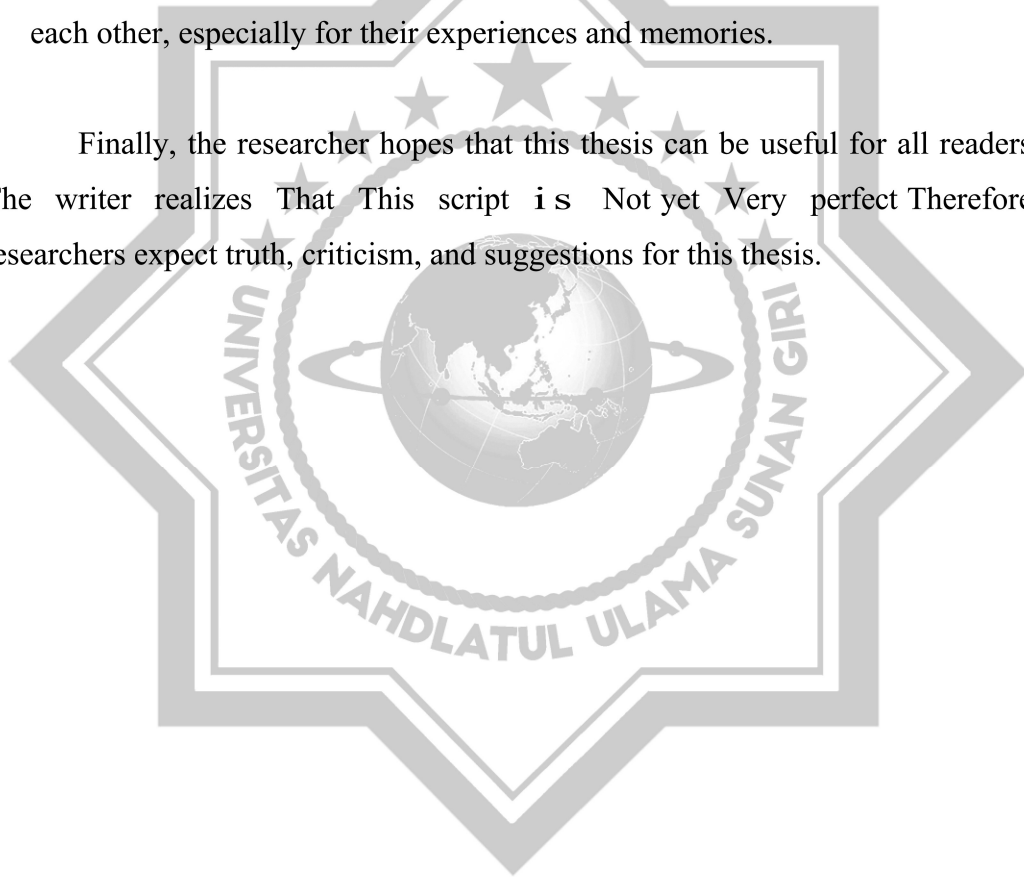 each other, especially for their experiences and memories.
Finally, the researcher hopes that this thesis can be useful for all readers
he writer realizes That This script is Not yet Very perfect Therefore
esearchers expect truth, criticism, and suggestions for this thesis.
UNIVERSITAS NAHDLATUL ULAMA SUNAN GIRI